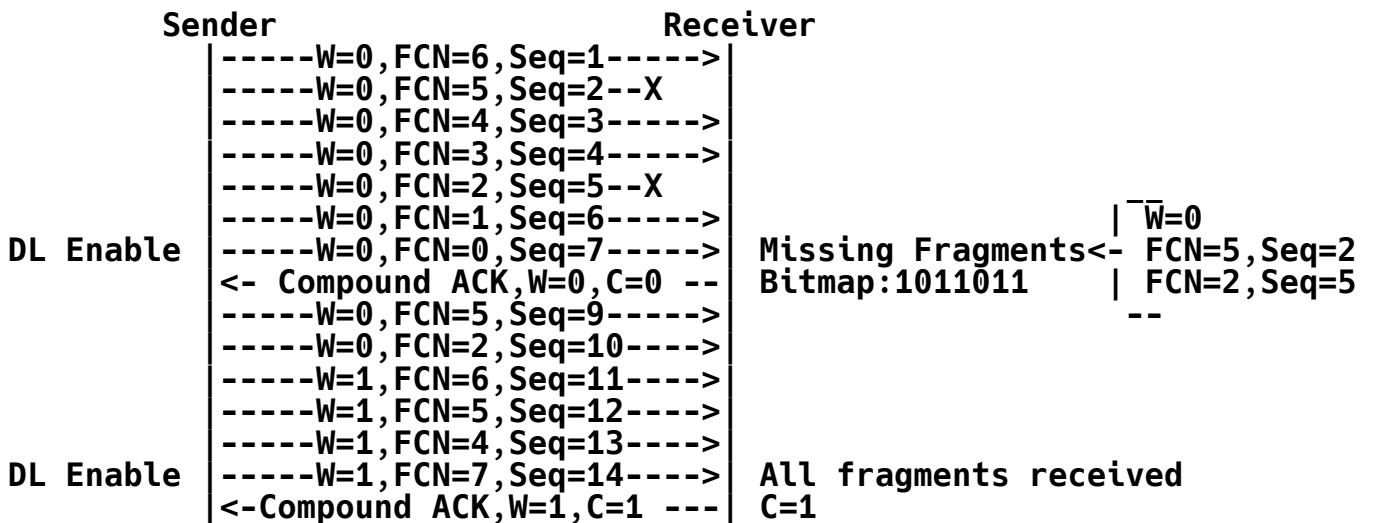 Sender                         Receiver
             |-----W=0,FCN=6,Seq=1----->|
             |-----W=0,FCN=5,Seq=2--X   |
             |-----W=0,FCN=4,Seq=3----->|
             |-----W=0,FCN=3,Seq=4----->|
             |-----W=0,FCN=2,Seq=5--X   |                         __
             |-----W=0,FCN=1,Seq=6----->|                        | W=0
DL Enable    |-----W=0,FCN=0,Seq=7----->| Missing Fragments<- FCN=5,Seq=2
             |<- Compound ACK,W=0,C=0 --| Bitmap:1011011     | FCN=2,Seq=5
             |-----W=0,FCN=5,Seq=9----->|                         --
             |-----W=0,FCN=2,Seq=10---->|
             |-----W=1,FCN=6,Seq=11---->|
             |-----W=1,FCN=5,Seq=12---->|
             |-----W=1,FCN=4,Seq=13---->|
DL Enable    |-----W=1,FCN=7,Seq=14---->| All fragments received
             |<-Compound ACK,W=1,C=1 ---| C=1